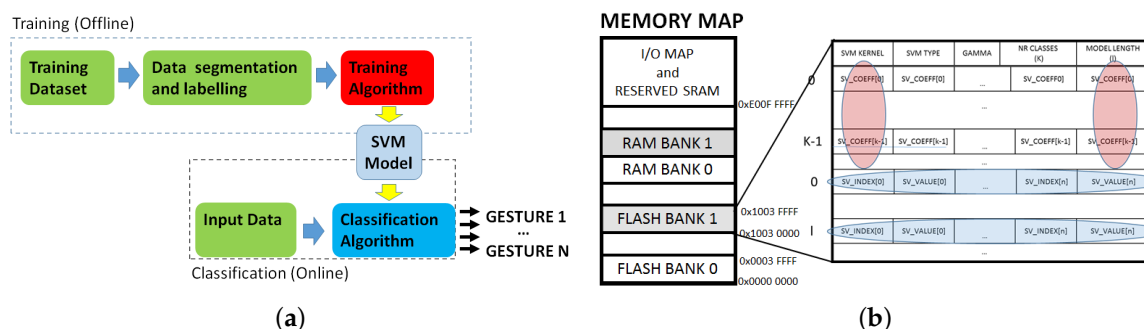 Training (Offline)
Training
Dataset
Data segmentation
and labelling
Training
Algorithm
SVM
Model
Input Data
Classification
Algorithm
GESTURE 1
...
GESTURE N
Classification (Online)
(a)
MEMORY MAP
I/O MAP
and
RESERVED SRAM
0xE00F FFFF
RAM BANK 1
RAM BANK 0
FLASH BANK 1
0x1003 FFFF
0x1003 0000
0x0003 FFFF
FLASH BANK 0
0x0000 0000
SVM KERNEL SVM TYPE GAMMA NR CLASSES (K) MODEL LENGTH (I)
0 SV_COEFF[0] SV_COEFF[0] ... SV_COEFF0] SV_COEFF[0]
...
K-1 SV_COEFF[k-1] SV_COEFF[k-1] ... SV_COEFF[k-1] SV_COEFF[k-1]
...
0 SV_INDEX[0] SV_VALUE[0] ... SV_INDEX[n] SV_VALUE[n]
...
I SV_INDEX[0] SV_VALUE[0] ... SV_INDEX[n] SV_VALUE[n]
...
(b)